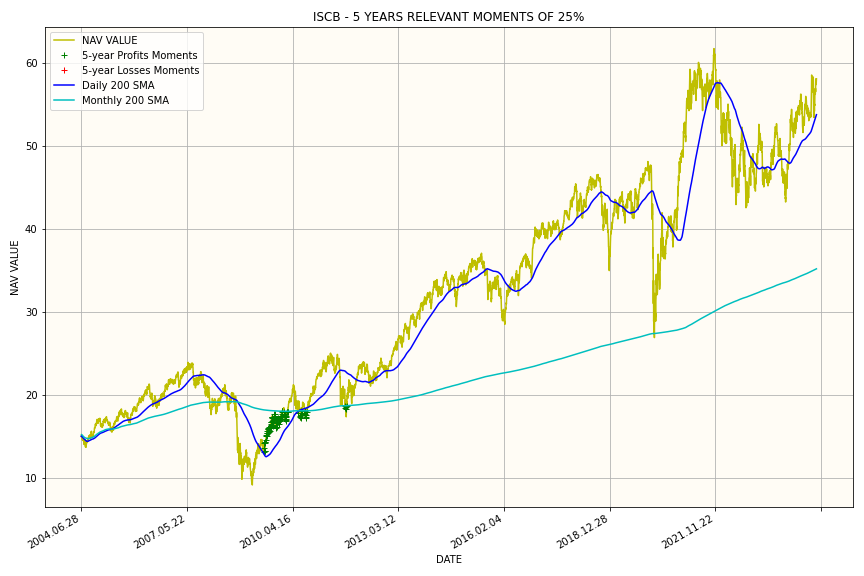 ISCB - 5 YEARS RELEVANT MOMENTS OF 25%
NAV VALUE
5-year Profits Moments
5-year Losses Moments
Daily 200 SMA
Monthly 200 SMA
60
50
40
30
20
10
NAV VALUE
2004.06.28
2007.05.22
2010.04.16
2013.03.12
2016.02.04
2018.12.28
2021.11.22
DATE